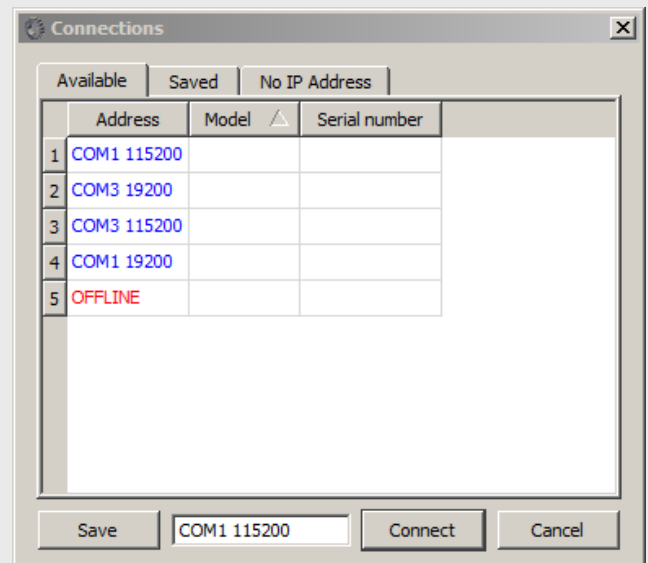 Connections
Available Saved No IP Address
Address Model Serial number
1 COM1 115200
2 COM3 19200
3 COM3 115200
4 COM1 19200
5 OFFLINE
Save COM1 115200 Connect Cancel